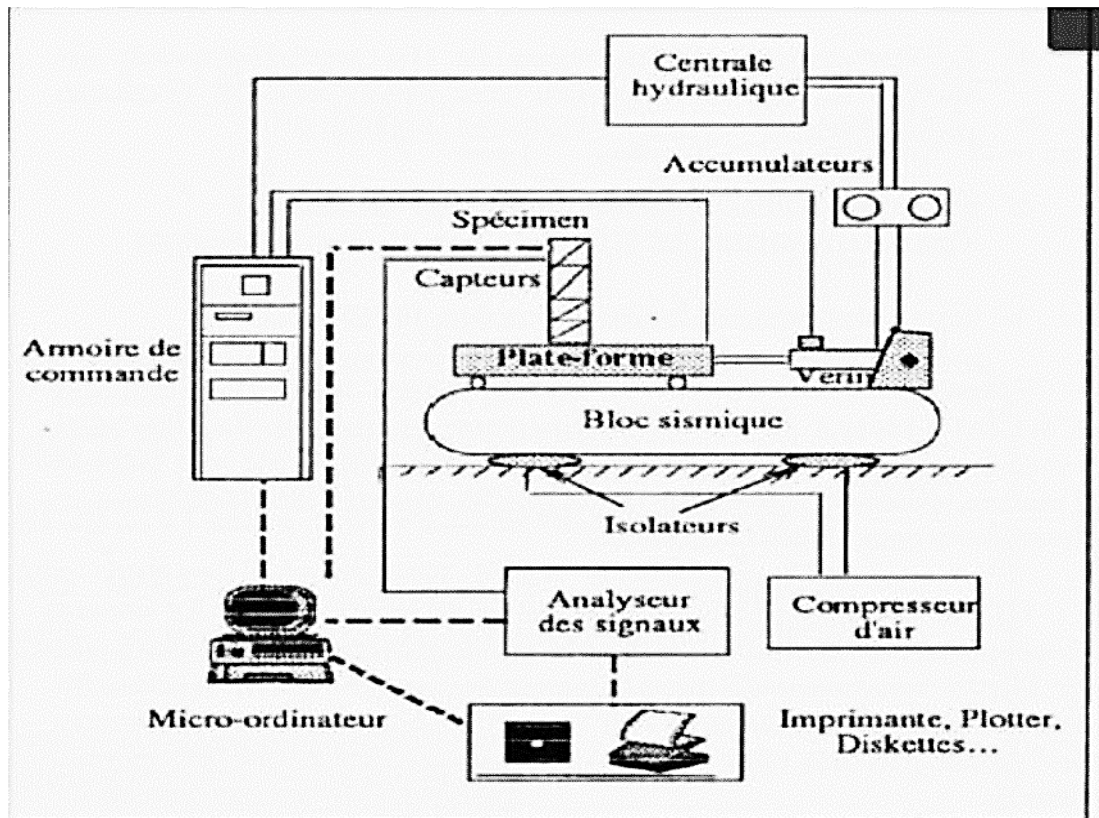 Centrale
hydraulique
Accumulateurs
Spécimen
Capteurs
Armoire de
commande
Plate-forme
Vérin
Bloc sismique
Isolateurs
Analyseur
des signaux
Compresseur
d'air
Micro-ordinateur
Imprimante, Plotter,
Diskettes...